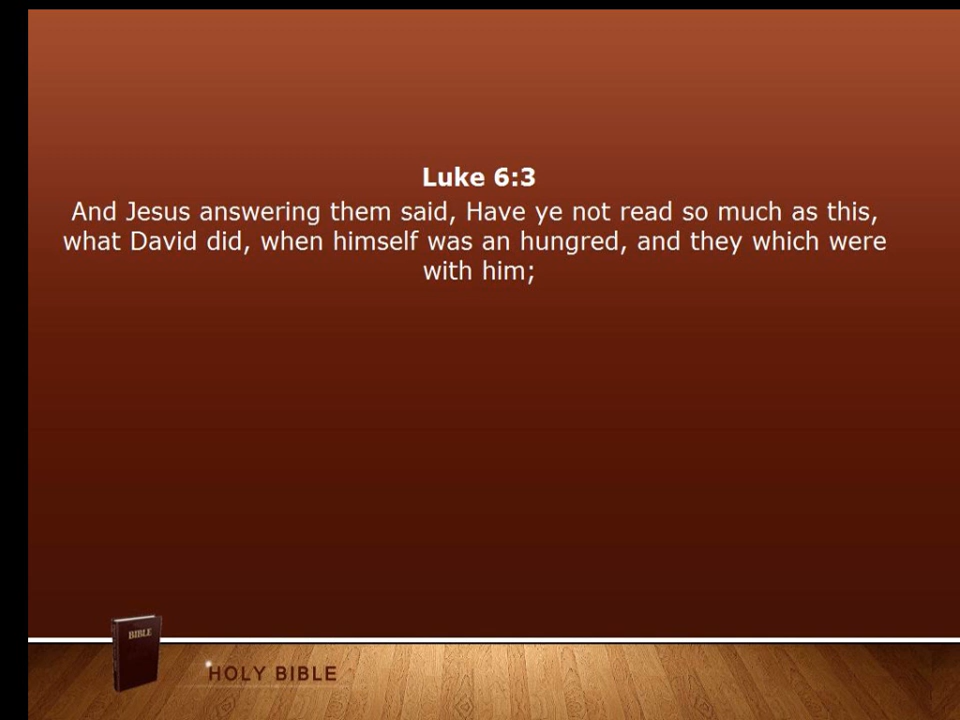 Luke 6:3
And Jesus answering them said, Have ye not read so much as this,
what David did, when himself was an hungred, and they which were
with him;
BIBLE
HOLY BIBLE